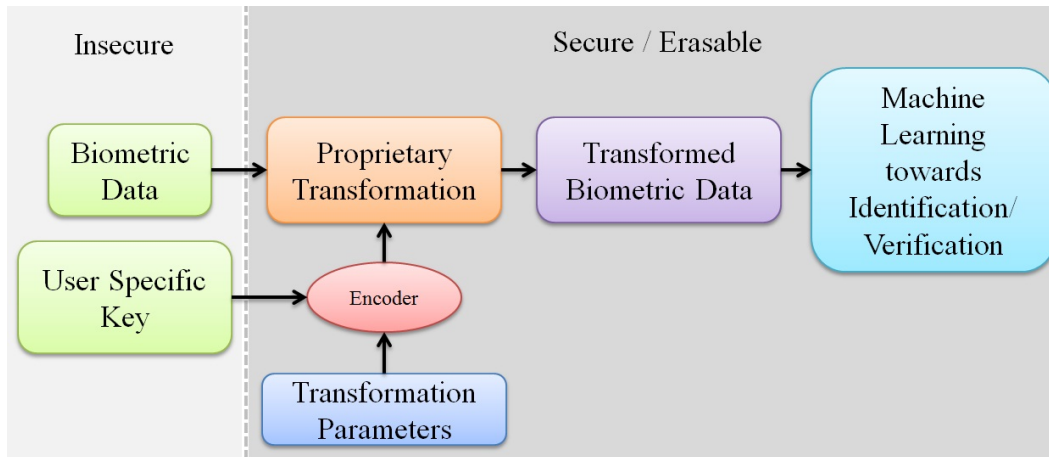 Insecure
Secure / Erasable
Biometric
Data
Proprietary
Transformation
Transformed
Biometric Data
Machine
Learning
towards
Identification/
Verification
User Specific
Key
Encoder
Transformation
Parameters